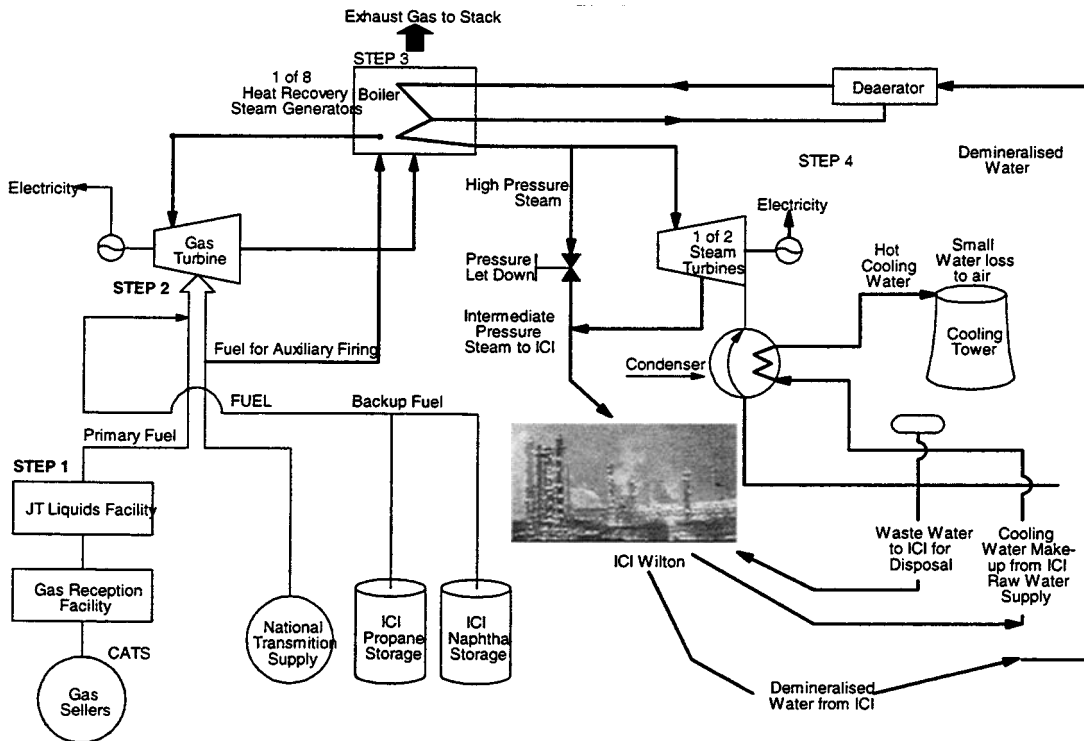 Exhaust Gas to Stack
STEP 3
1 of 8
Heat Recovery
Steam Generators
Boiler
Deaerator
STEP 4
Demineralised
Water
High Pressure
Steam
Electricity
Electricity
Gas
Turbine
1 of 2
Steam
Turbines
Hot
Cooling
Water
Small
Water loss
to air
Pressure
Let Down
STEP 2
Intermediate
Pressure
Steam to ICI
Cooling
Tower
Fuel for Auxiliary Firing
Condenser
FUEL
Backup Fuel
Primary Fuel
STEP 1
JT Liquids Facility
Waste Water
to ICI for
Disposal
Cooling
Water Make-
up from ICI
Raw Water
Supply
ICI Wilton
Gas Reception
Facility
National
Transmition
Supply
ICI
Propane
Storage
ICI
Naphtha
Storage
CATS
Gas
Sellers
Demineralised
Water from ICI